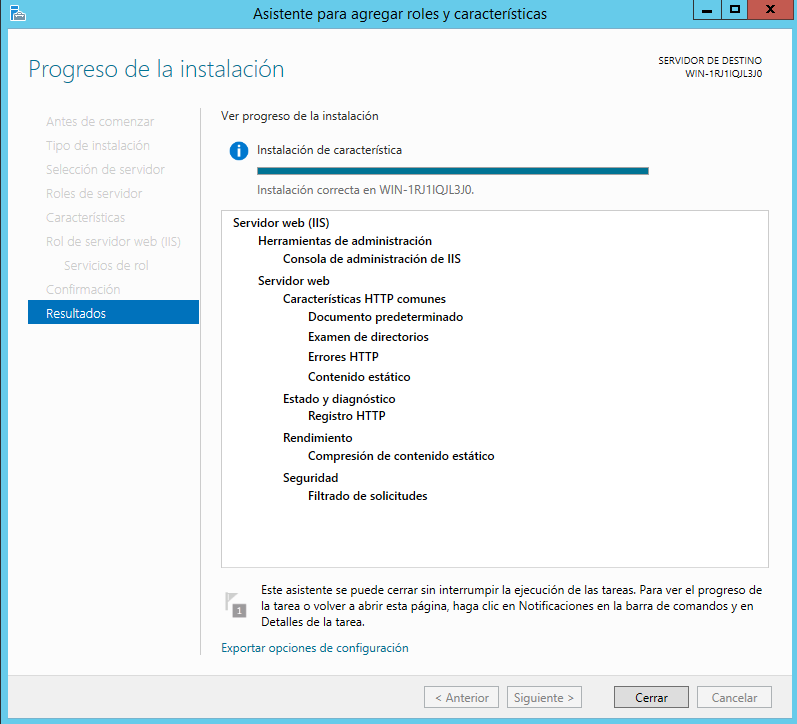 Asistente para agregar roles y características
Progreso de la instalación
SERVIDOR DE DESTINO
WIN-1RJ1IQJL3J0
Antes de comenzar
Tipo de instalación
Selección de servidor
Roles de servidor
Características
Rol de servidor web (IIS)
Servicios de rol
Confirmación
Resultados
Ver progreso de la instalación
Instalación de característica
Instalación correcta en WIN-1RJ1IQJL3J0.
Servidor web (IIS)
Herramientas de administración
Consola de administración de IIS
Servidor web
Características HTTP comunes
Documento predeterminado
Examen de directorios
Errores HTTP
Contenido estático
Estado y diagnóstico
Registro HTTP
Rendimiento
Compresión de contenido estático
Seguridad
Filtrado de solicitudes
1
Este asistente se puede cerrar sin interrumpir la ejecución de las tareas. Para ver el progreso de
la tarea o volver a abrir esta página, haga clic en Notificaciones en la barra de comandos y en
Detalles de la tarea.
Exportar opciones de configuración
< Anterior
Siguiente >
Cerrar
Cancelar